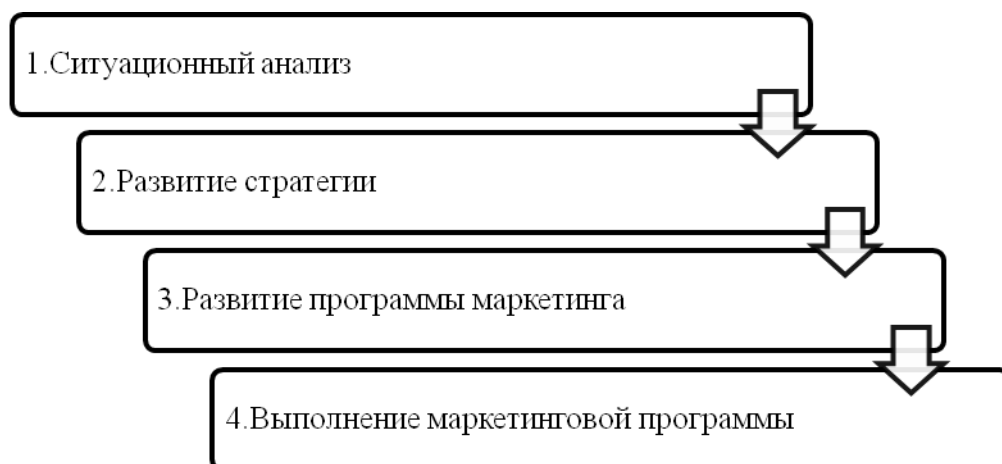 1.Ситуационный анализ
2.Развитие стратегии
3.Развитие программы маркетинга
4.Выполнение маркетинговой программы